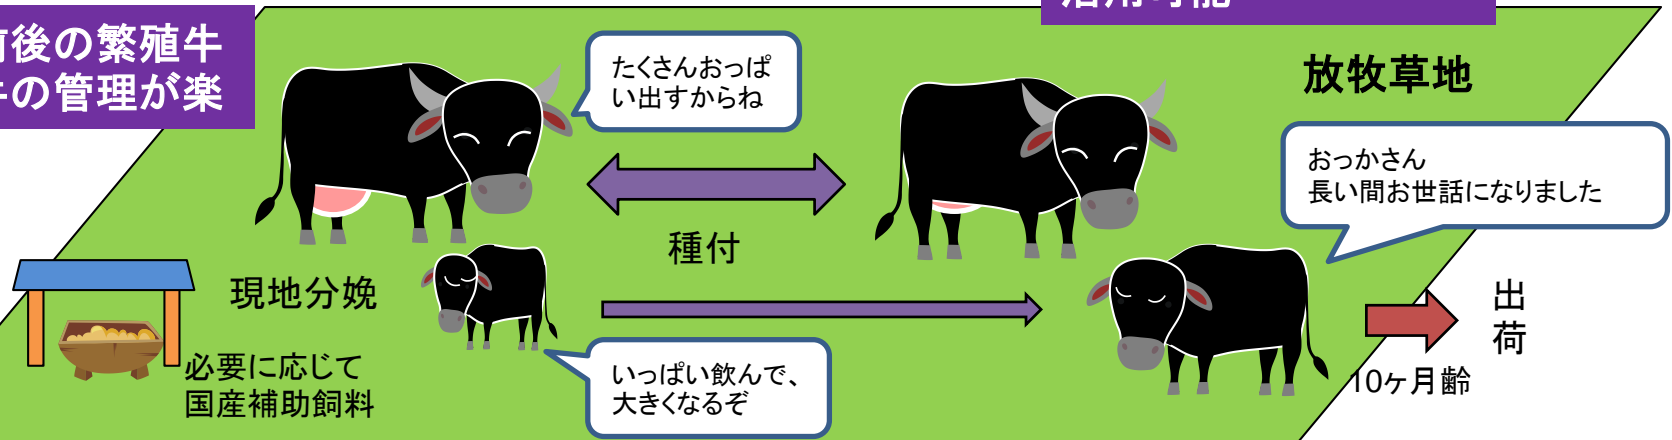 後の繁殖牛
の管理が楽
たくさんおっぱ
い出すからね
放牧草地
おっかさん
長い間お世話になりました
種付
現地分娩
必要に応じて
国産補助飼料
いっぱい飲んで、
大きくなるぞ
出
荷
10ヶ月齢